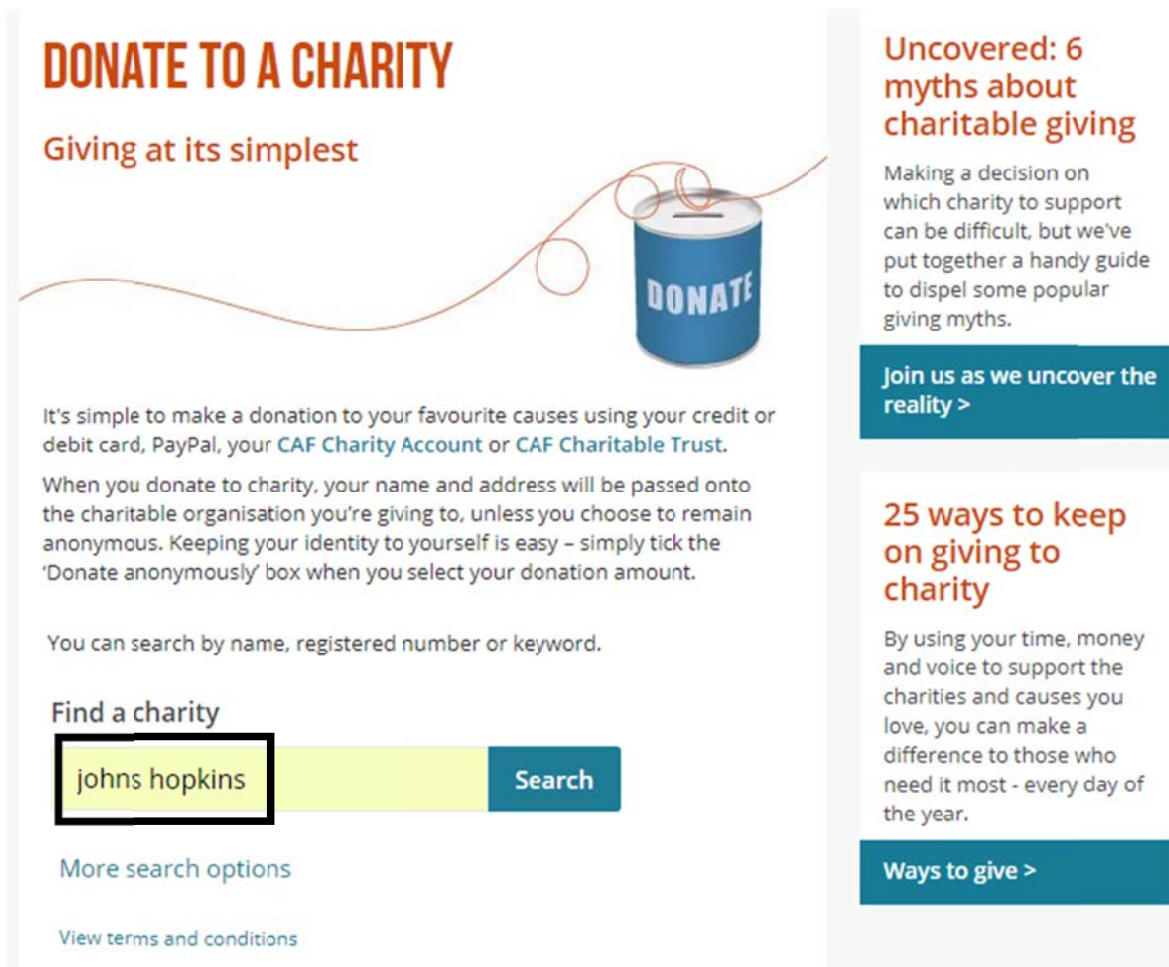 DONATE TO A CHARITY
Giving at its simplest
DONATE
It's simple to make a donation to your favourite causes using your credit or
debit card, PayPal, your CAF Charity Account or CAF Charitable Trust.
When you donate to charity, your name and address will be passed onto
the charitable organisation you're giving to, unless you choose to remain
anonymous. Keeping your identity to yourself is easy – simply tick the
‘Donate anonymously’ box when you select your donation amount.
You can search by name, registered number or keyword.
Find a charity
johns hopkins
Search
More search options
View terms and conditions
Uncovered: 6
myths about
charitable giving
Making a decision on
which charity to support
can be difficult, but we've
put together a handy guide
to dispel some popular
giving myths.
Join us as we uncover the
reality >
25 ways to keep
on giving to
charity
By using your time, money
and voice to support the
charities and causes you
love, you can make a
difference to those who
need it most - every day of
the year.
Ways to give >